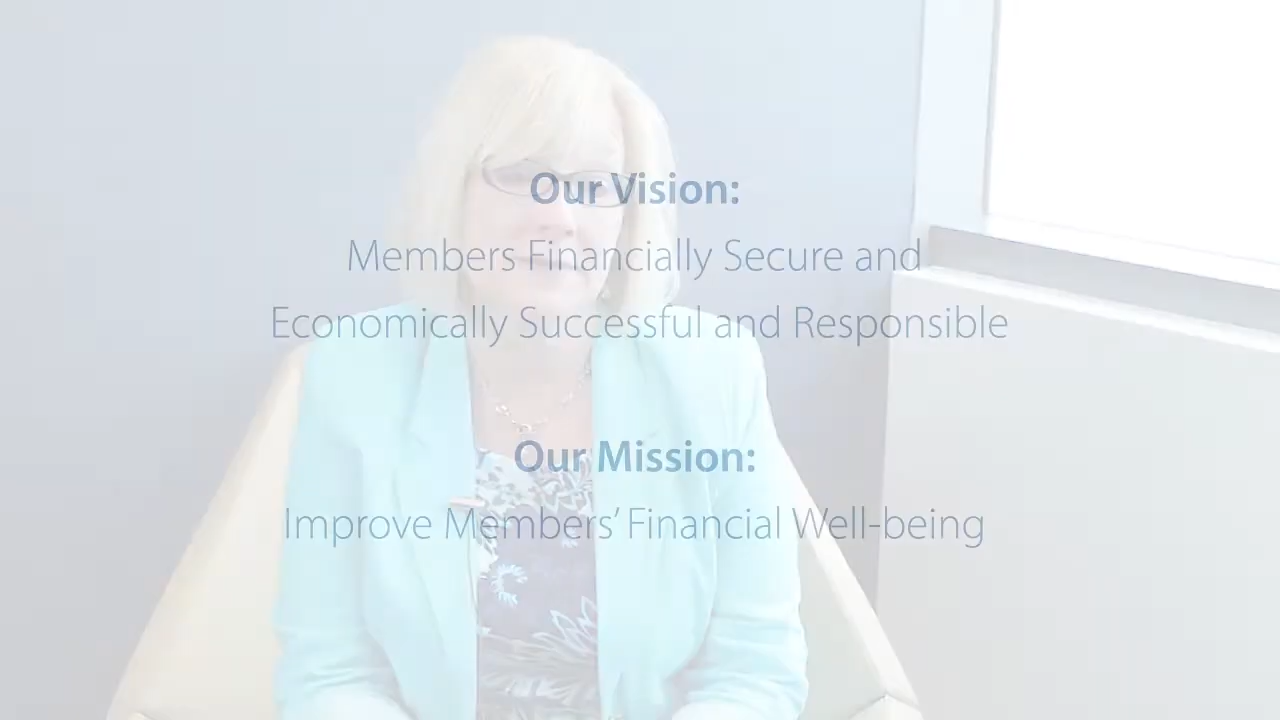 Our Vision:
Members Financially Secure and
Economically Successful and Responsible
Our Mission:
Improve Members’ Financial Well-being